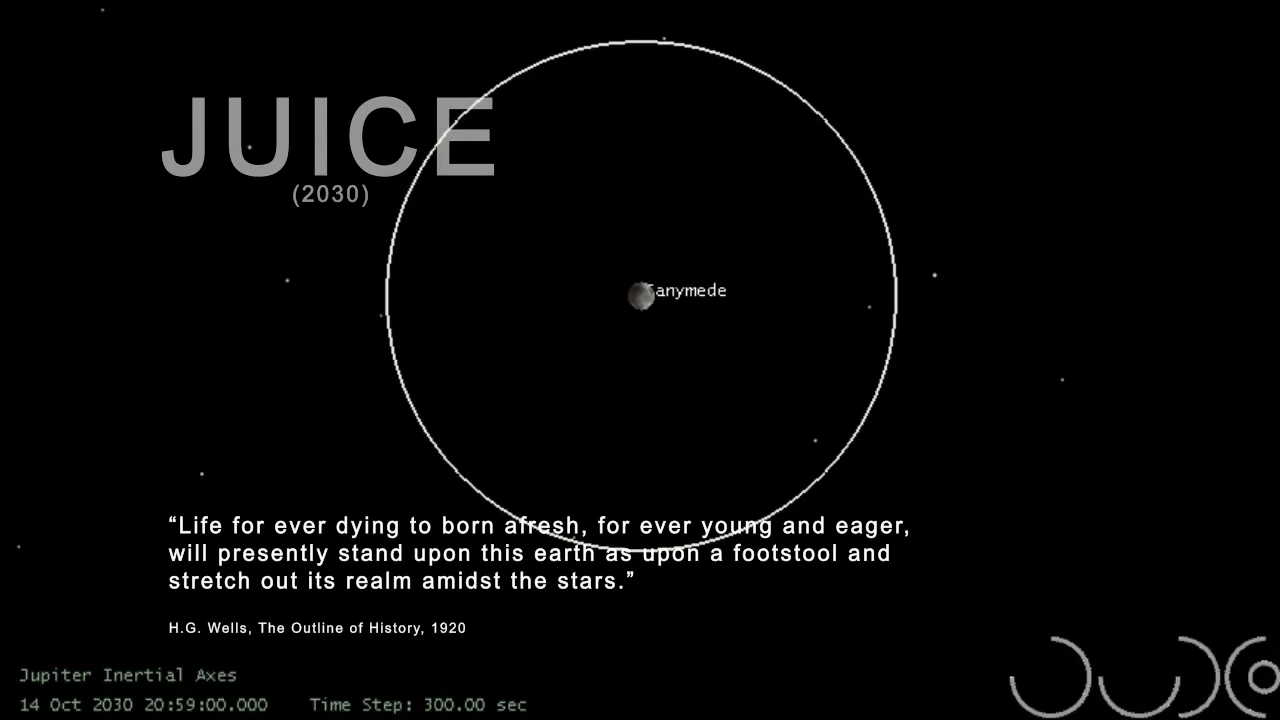 JUICE
(2030)
Ganymede
“Life for ever dying to born afresh, for ever young and eager,
will presently stand upon this earth as upon a footstool and
stretch out its realm amidst the stars.”
H.G. Wells, The Outline of History, 1920
Jupiter Inertial Axes
14 Oct 2030 20:59:00.000 Time Step: 300.00 sec